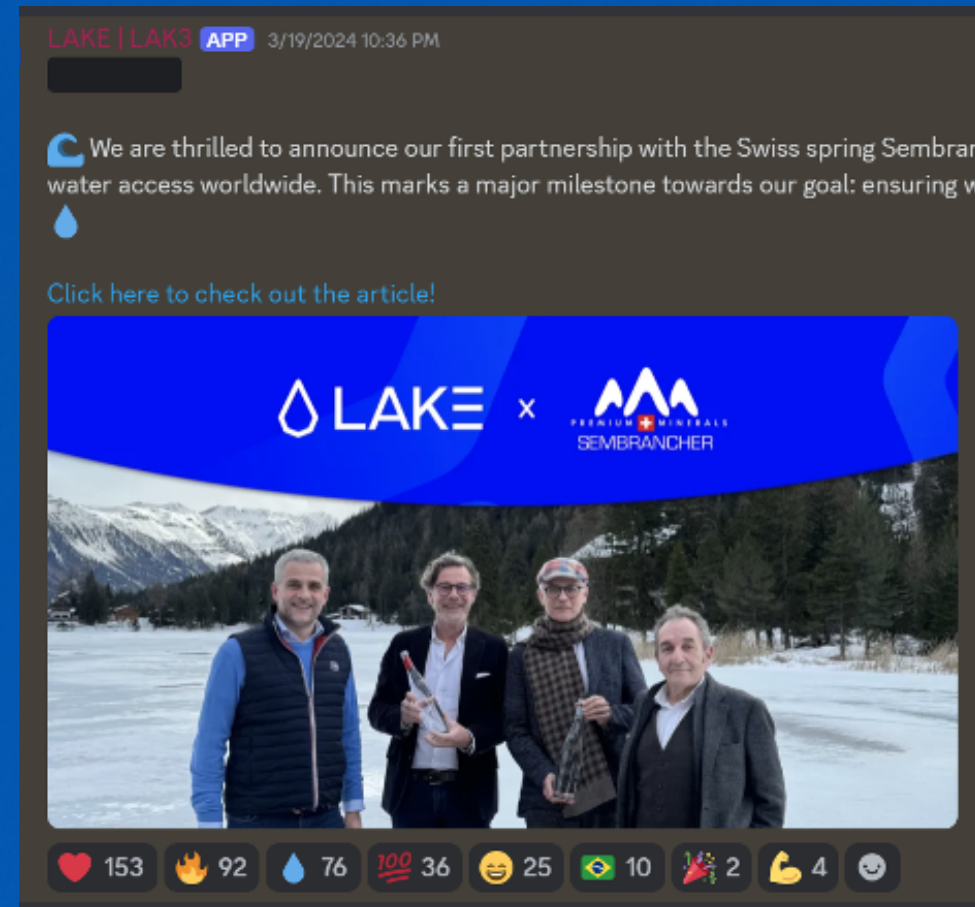 LAKE | LAK3 APP 3/19/2024 10:36 PM
We are thrilled to announce our first partnership with the Swiss spring
water access worldwide. This marks a major milestone towards our goal: ensuring
Click here to check out the article!
LAKE x
PREMIUM MINERALS
SEMBRANCHER
153 92 76 100 36 25 10 2 4